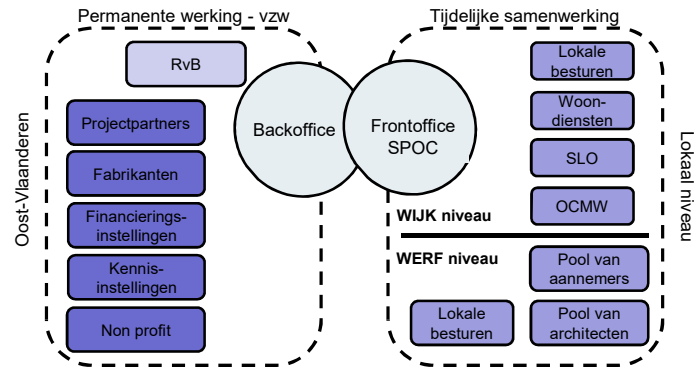 Permanente werking - vzw
Tijdelijke samenwerking
RvB
Projectpartners
Fabrikanten
Financierings-
instellingen
Kennis-
instellingen
Non profit
Oost-Vlaanderen
Backoffice
Frontoffice
SPOC
Lokale
besturen
Woon-
diensten
SLO
OCMW
WIJK niveau
WERF niveau
Pool van
aannemers
Lokale
besturen
Pool van
architecten
Lokaal niveau